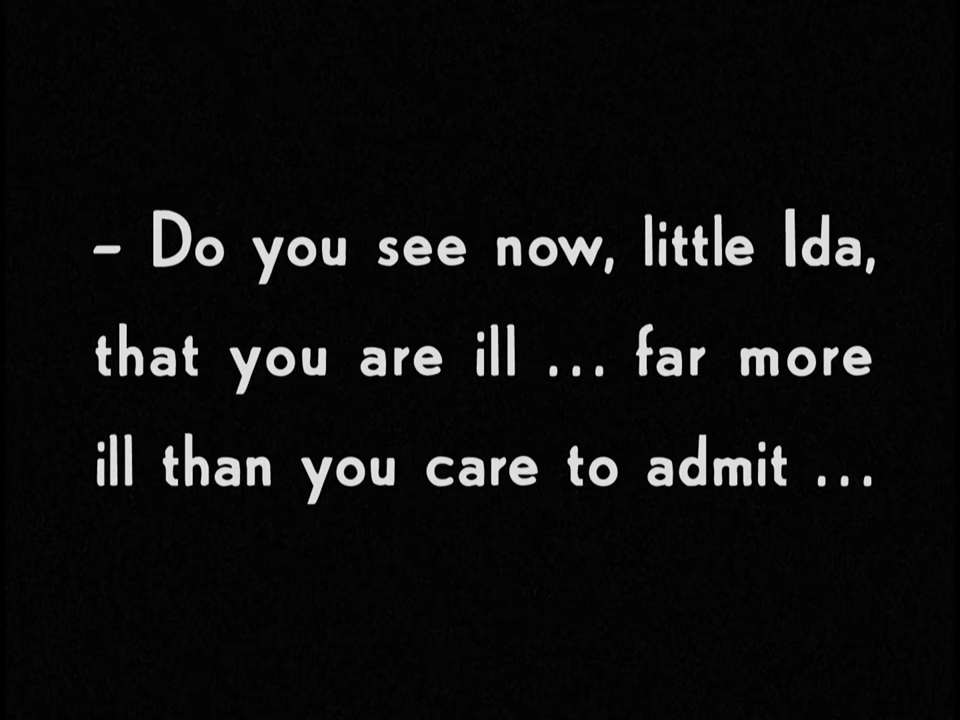 – Do you see now, little Ida,
that you are ill ... far more
ill than you care to admit ...